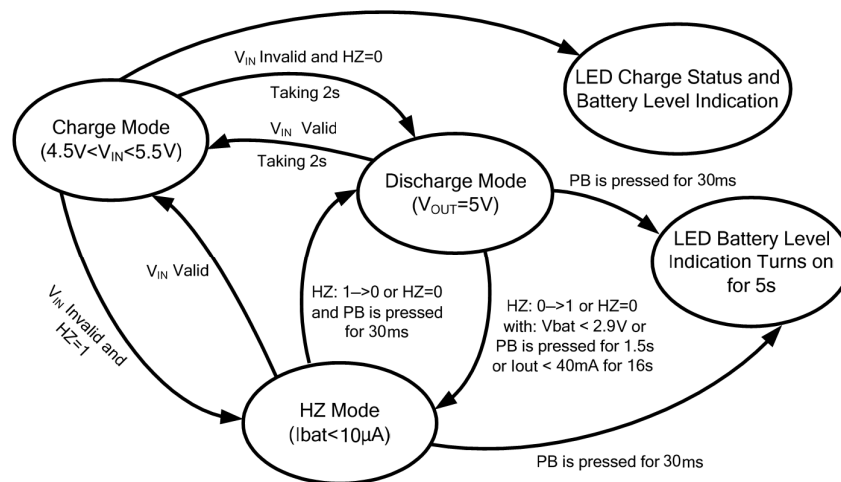 V_IN Invalid and HZ=0
Taking 2s
LED Charge Status and
Battery Level Indication
Charge Mode
(4.5V<V_IN<5.5V)
V_IN Valid
Taking 2s
Discharge Mode
(V_OUT=5V)
PB is pressed for 30ms
LED Battery Level
Indication Turns on
for 5s
V_IN Valid
HZ: 1–>0 or HZ=0
and PB is pressed
for 30ms
HZ: 0–>1 or HZ=0
with: Vbat < 2.9V or
PB is pressed for 1.5s
or Iout < 40mA for 16s
V_IN Invalid and
HZ=1
HZ Mode
(Ibat<10µA)
PB is pressed for 30ms